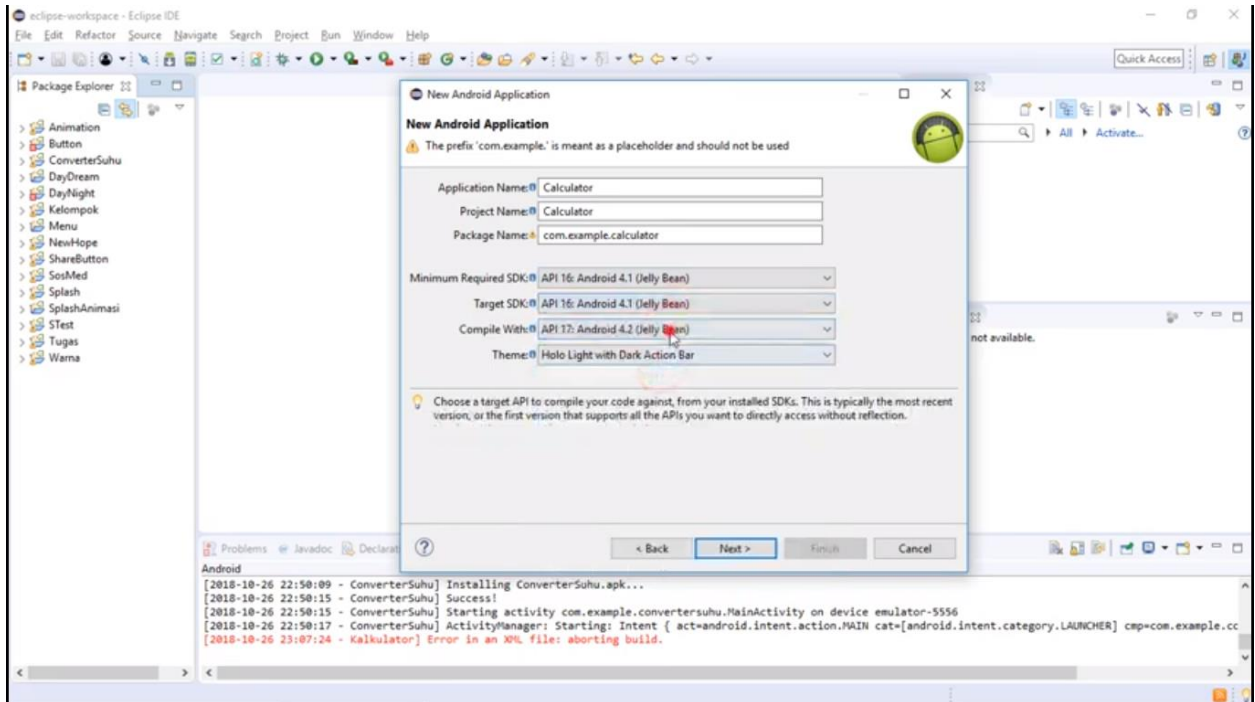 eclipse-workspace - Eclipse IDE
File Edit Refactor Source Navigate Search Project Run Window Help
Quick Access
Package Explorer
Animation
Button
ConverterSuhu
DayDream
DayNight
Kelompok
Menu
NewHope
ShareButton
SosMed
Splash
SplashAnimasi
STest
Tugas
Warna
New Android Application
New Android Application
The prefix 'com.example.' is meant as a placeholder and should not be used
Application Name: Calculator
Project Name: Calculator
Package Name: com.example.calculator
Minimum Required SDK: API 16: Android 4.1 (Jelly Bean)
Target SDK: API 16: Android 4.1 (Jelly Bean)
Compile With: API 17: Android 4.2 (Jelly Bean)
Theme: Holo Light with Dark Action Bar
Choose a target API to compile your code against, from your installed SDKs. This is typically the most recent
version, or the first version that supports all the APIs you want to directly access without reflection.
< Back Next > Finish Cancel
All Activate...
not available.
Problems Javadoc Declarat
Android
[2018-10-26 22:50:09 - ConverterSuhu] Installing ConverterSuhu.apk...
[2018-10-26 22:50:15 - ConverterSuhu] Success!
[2018-10-26 22:50:15 - ConverterSuhu] Starting activity com.example.convertersuhu.MainActivity on device emulator-5556
[2018-10-26 22:50:17 - ConverterSuhu] ActivityManager: Starting: Intent { act=android.intent.action.MAIN cat=[android.intent.category.LAUNCHER] cmp=com.example.cc
[2018-10-26 23:07:24 - Kalkulator] Error in an XML file: aborting build.